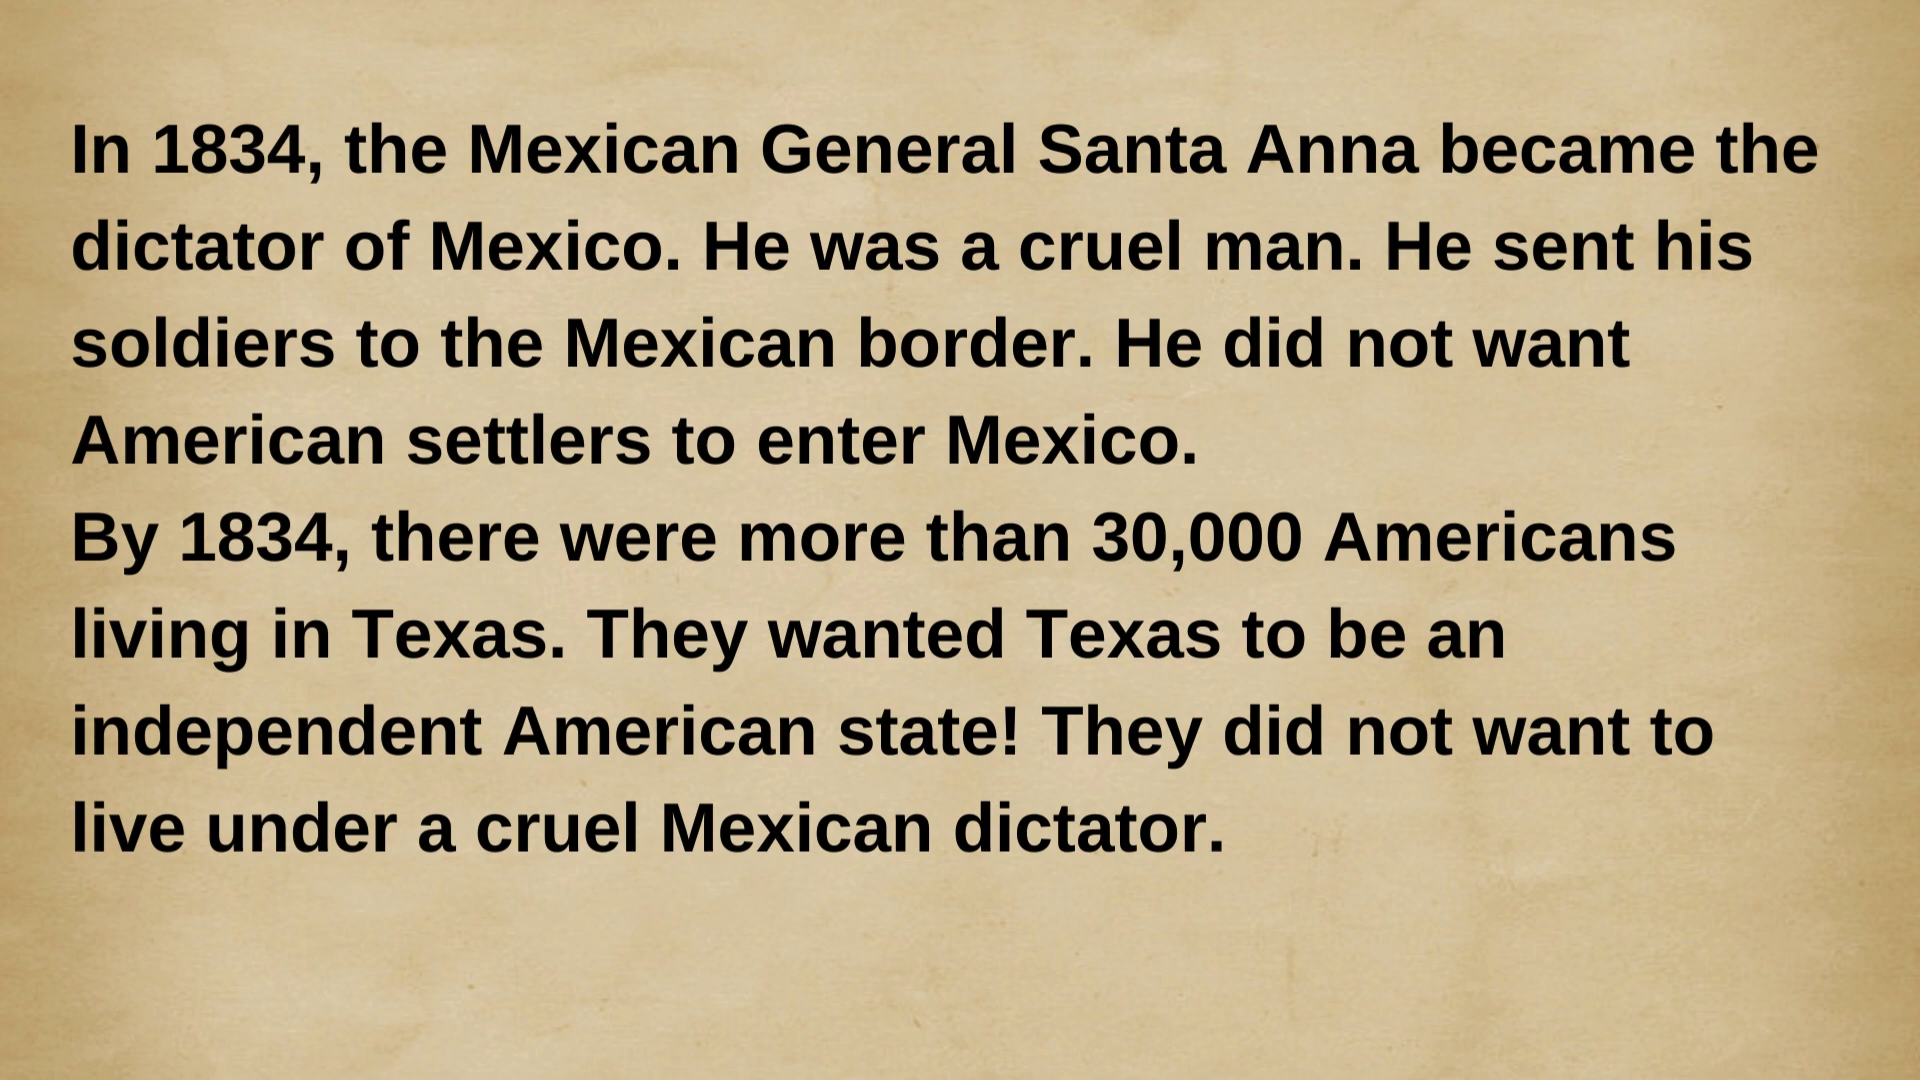 In 1834, the Mexican General Santa Anna became the
dictator of Mexico. He was a cruel man. He sent his
soldiers to the Mexican border. He did not want
American settlers to enter Mexico.
By 1834, there were more than 30,000 Americans
living in Texas. They wanted Texas to be an
independent American state! They did not want to
live under a cruel Mexican dictator.